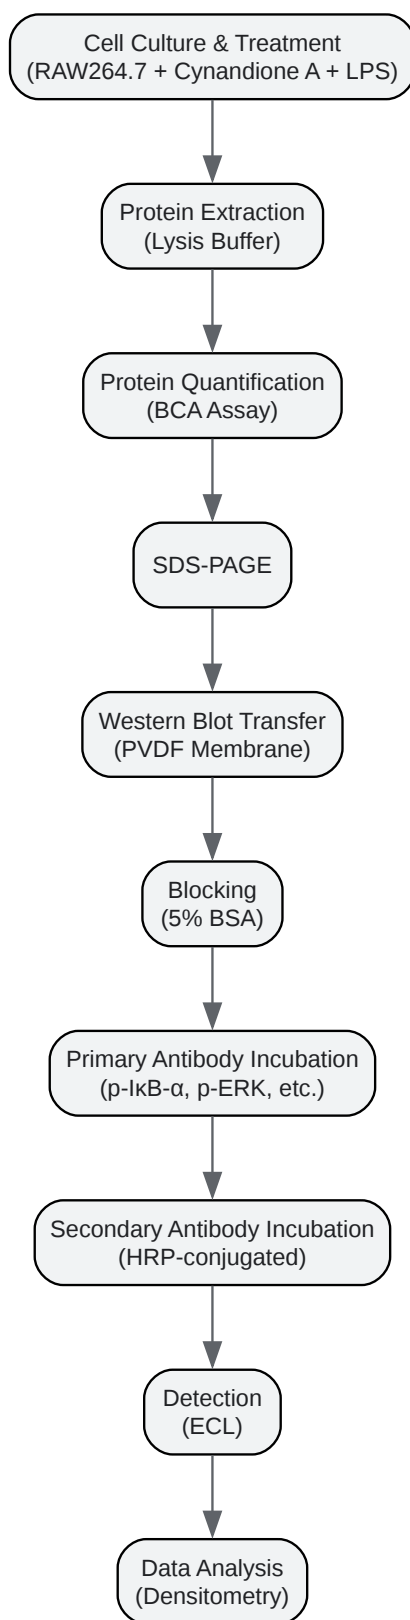 Cell Culture & Treatment
(RAW264.7 + Cynandione A + LPS)
Protein Extraction
(Lysis Buffer)
Protein Quantification
(BCA Assay)
SDS-PAGE
Western Blot Transfer
(PVDF Membrane)
Blocking
(5% BSA)
Primary Antibody Incubation
(p-IκB-α, p-ERK, etc.)
Secondary Antibody Incubation
(HRP-conjugated)
Detection
(ECL)
Data Analysis
(Densitometry)